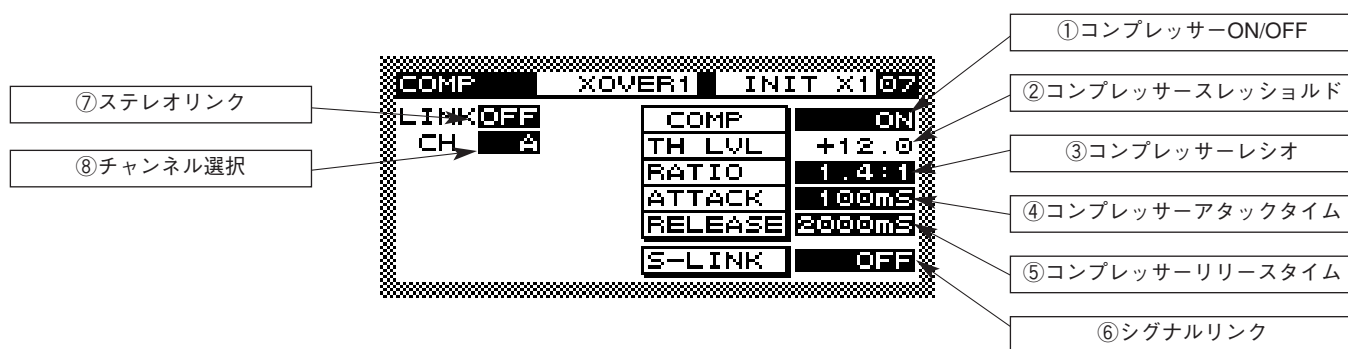 ①コンプレッサーON/OFF
②コンプレッサースレッショルド
③コンプレッサーレシオ
④コンプレッサーアタックタイム
⑤コンプレッサーリリースタイム
⑥シグナルリンク
⑦ステレオリンク
⑧チャンネル選択
COMP XOVER1 INIT X1 07
LINK OFF
CH A
COMP ON
TH LVL +12.0
RATIO 1.4:1
ATTACK 100mS
RELEASE 2000mS
S-LINK OFF